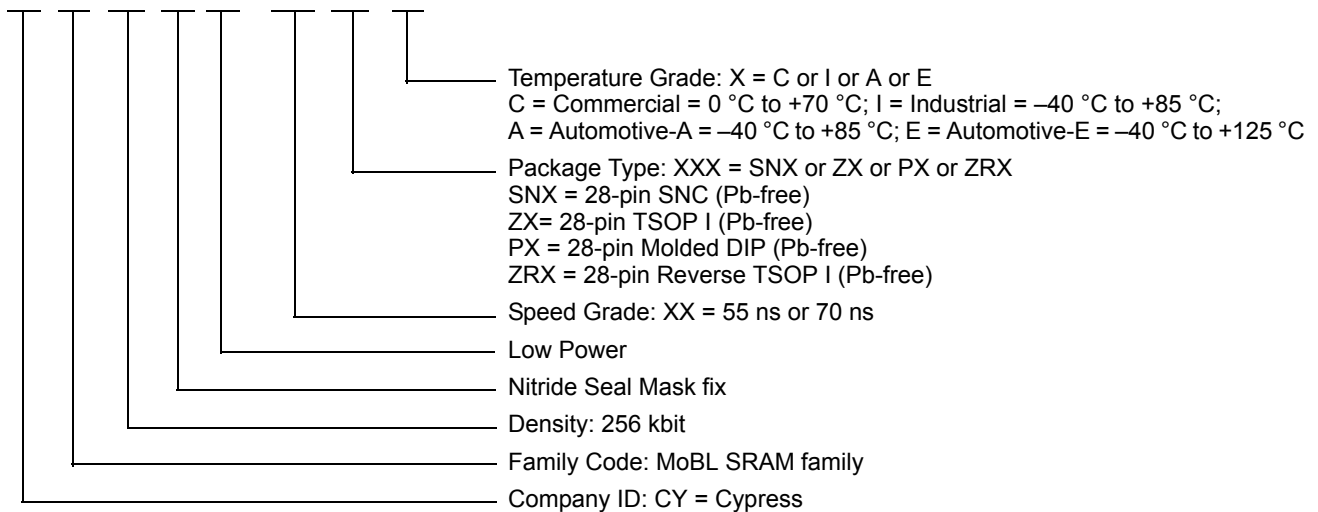 Temperature Grade: X = C or I or A or E
C = Commercial = 0 °C to +70 °C; I = Industrial = –40 °C to +85 °C;
A = Automotive-A = –40 °C to +85 °C; E = Automotive-E = –40 °C to +125 °C
Package Type: XXX = SNX or ZX or PX or ZRX
SNX = 28-pin SNC (Pb-free)
ZX= 28-pin TSOP I (Pb-free)
PX = 28-pin Molded DIP (Pb-free)
ZRX = 28-pin Reverse TSOP I (Pb-free)
Speed Grade: XX = 55 ns or 70 ns
Low Power
Nitride Seal Mask fix
Density: 256 kbit
Family Code: MoBL SRAM family
Company ID: CY = Cypress